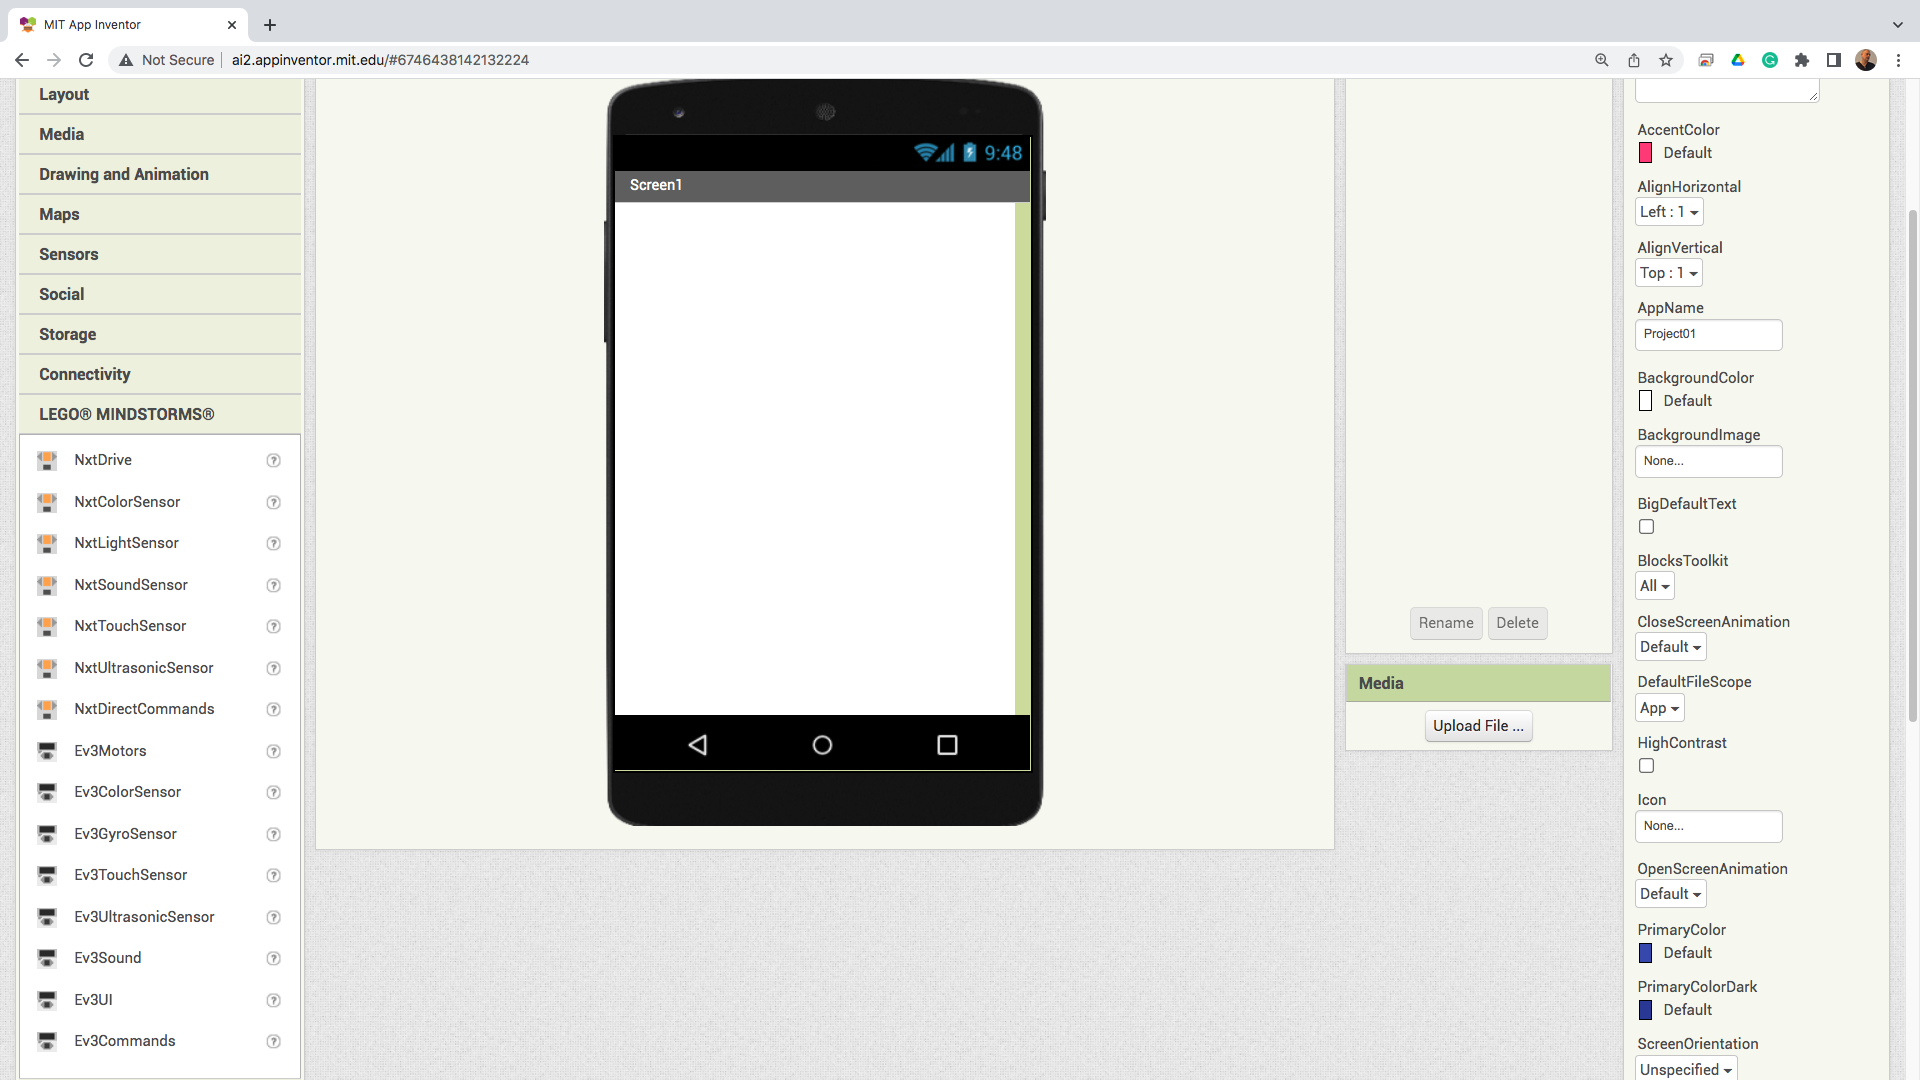 MIT App Inventor
Not Secure
ai2.appinventor.mit.edu/#6746438142132224
Layout
Media
Drawing and Animation
Maps
Sensors
Social
Storage
Connectivity
LEGO® MINDSTORMS®
NxtDrive
NxtColorSensor
NxtLightSensor
NxtSoundSensor
NxtTouchSensor
NxtUltrasonicSensor
NxtDirectCommands
Ev3Motors
Ev3ColorSensor
Ev3GyroSensor
Ev3TouchSensor
Ev3UltrasonicSensor
Ev3Sound
Ev3UI
Ev3Commands
9:48
Screen1
Rename
Delete
Media
Upload File ...
AccentColor
Default
AlignHorizontal
Left : 1
AlignVertical
Top : 1
AppName
Project01
BackgroundColor
Default
BackgroundImage
None...
BigDefaultText
BlocksToolkit
All
CloseScreenAnimation
Default
DefaultFileScope
App
HighContrast
Icon
None...
OpenScreenAnimation
Default
PrimaryColor
Default
PrimaryColorDark
Default
ScreenOrientation
Unspecified